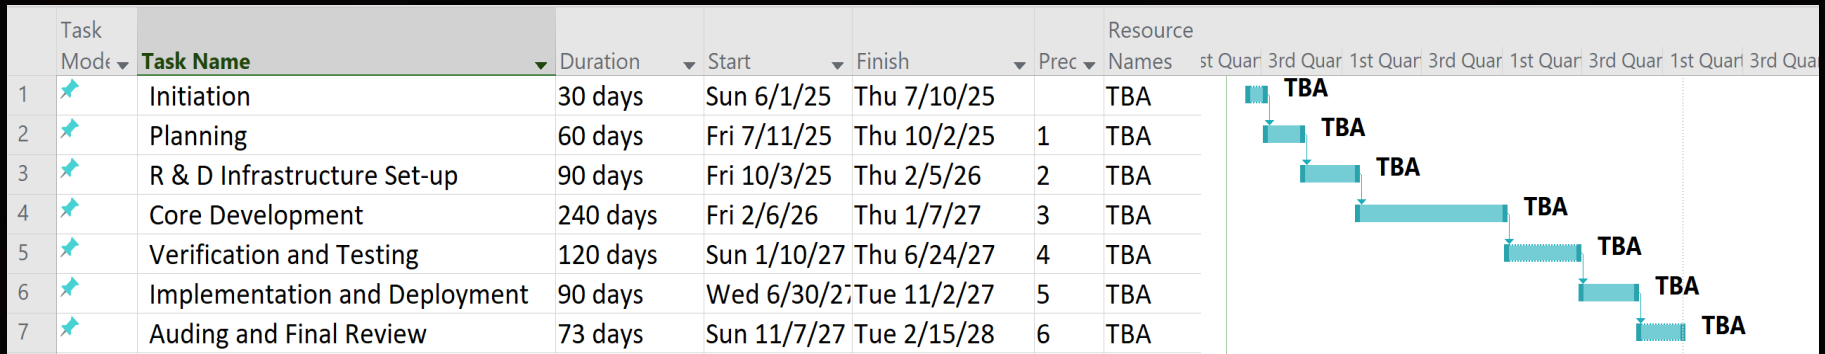 Task Mode Task Name Duration Start Finish Prec Resource Names st Quar 3rd Quar 1st Quar 3rd Quar 1st Quar 3rd Quar 1st Quar 3rd Qua
1 Initiation 30 days Sun 6/1/25 Thu 7/10/25 TBA TBA
2 Planning 60 days Fri 7/11/25 Thu 10/2/25 1 TBA TBA
3 R & D Infrastructure Set-up 90 days Fri 10/3/25 Thu 2/5/26 2 TBA TBA
4 Core Development 240 days Fri 2/6/26 Thu 1/7/27 3 TBA TBA
5 Verification and Testing 120 days Sun 1/10/27 Thu 6/24/27 4 TBA TBA
6 Implementation and Deployment 90 days Wed 6/30/27 Tue 11/2/27 5 TBA TBA
7 Auding and Final Review 73 days Sun 11/7/27 Tue 2/15/28 6 TBA TBA